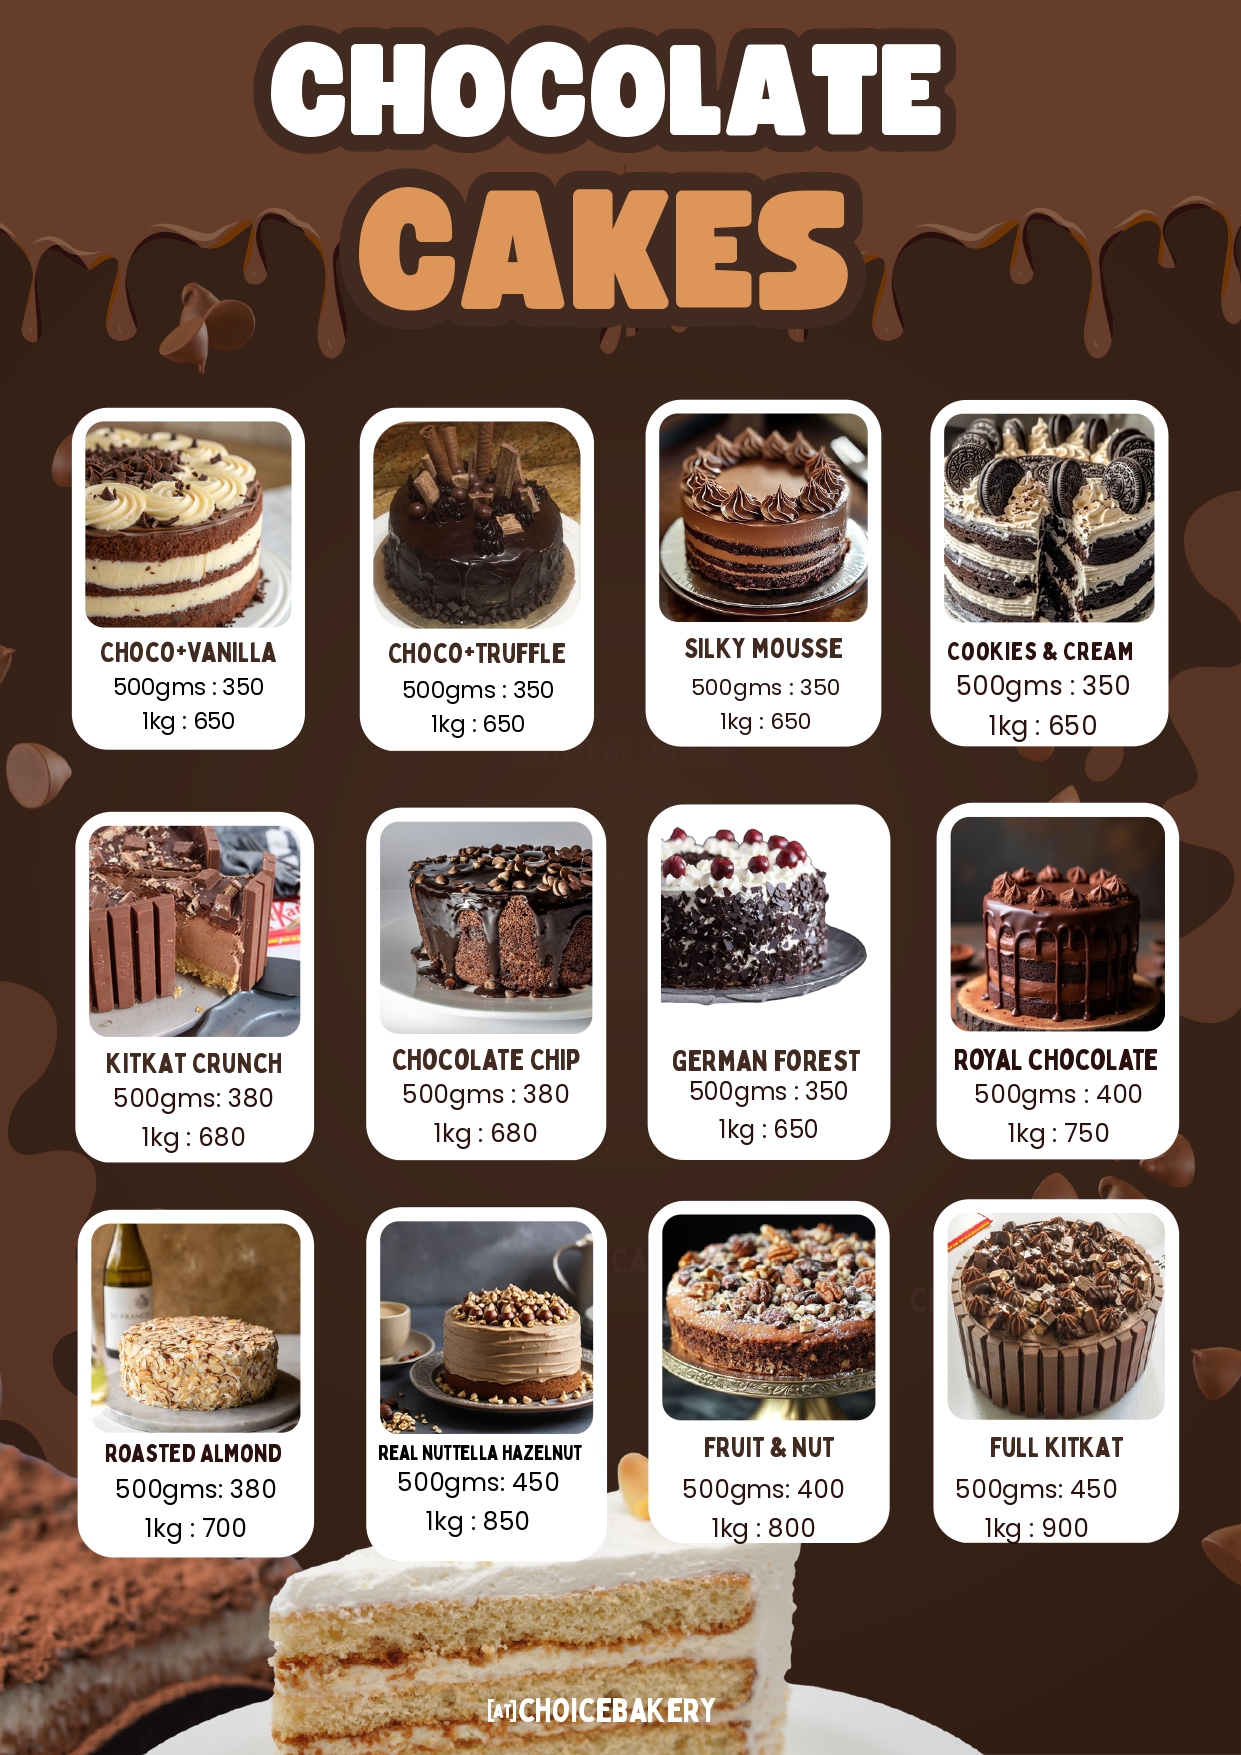 CHOCOLATE
CAKES
CHOCO+VANILLA
500gms : 350
1kg : 650
CHOCO+TRUFFLE
500gms : 350
1kg : 650
SILKY MOUSSE
500gms : 350
1kg : 650
COOKIES & CREAM
500gms : 350
1kg : 650
KITKAT CRUNCH
500gms: 380
1kg : 680
CHOCOLATE CHIP
500gms : 380
1kg : 680
GERMAN FOREST
500gms : 350
1kg : 650
ROYAL CHOCOLATE
500gms : 400
1kg : 750
ROASTED ALMOND
500gms: 380
1kg : 700
REAL NUTTELLA HAZELNUT
500gms: 450
1kg : 850
FRUIT & NUT
500gms: 400
1kg : 800
FULL KITKAT
500gms: 450
1kg : 900
[AT]CHOICEBAKERY